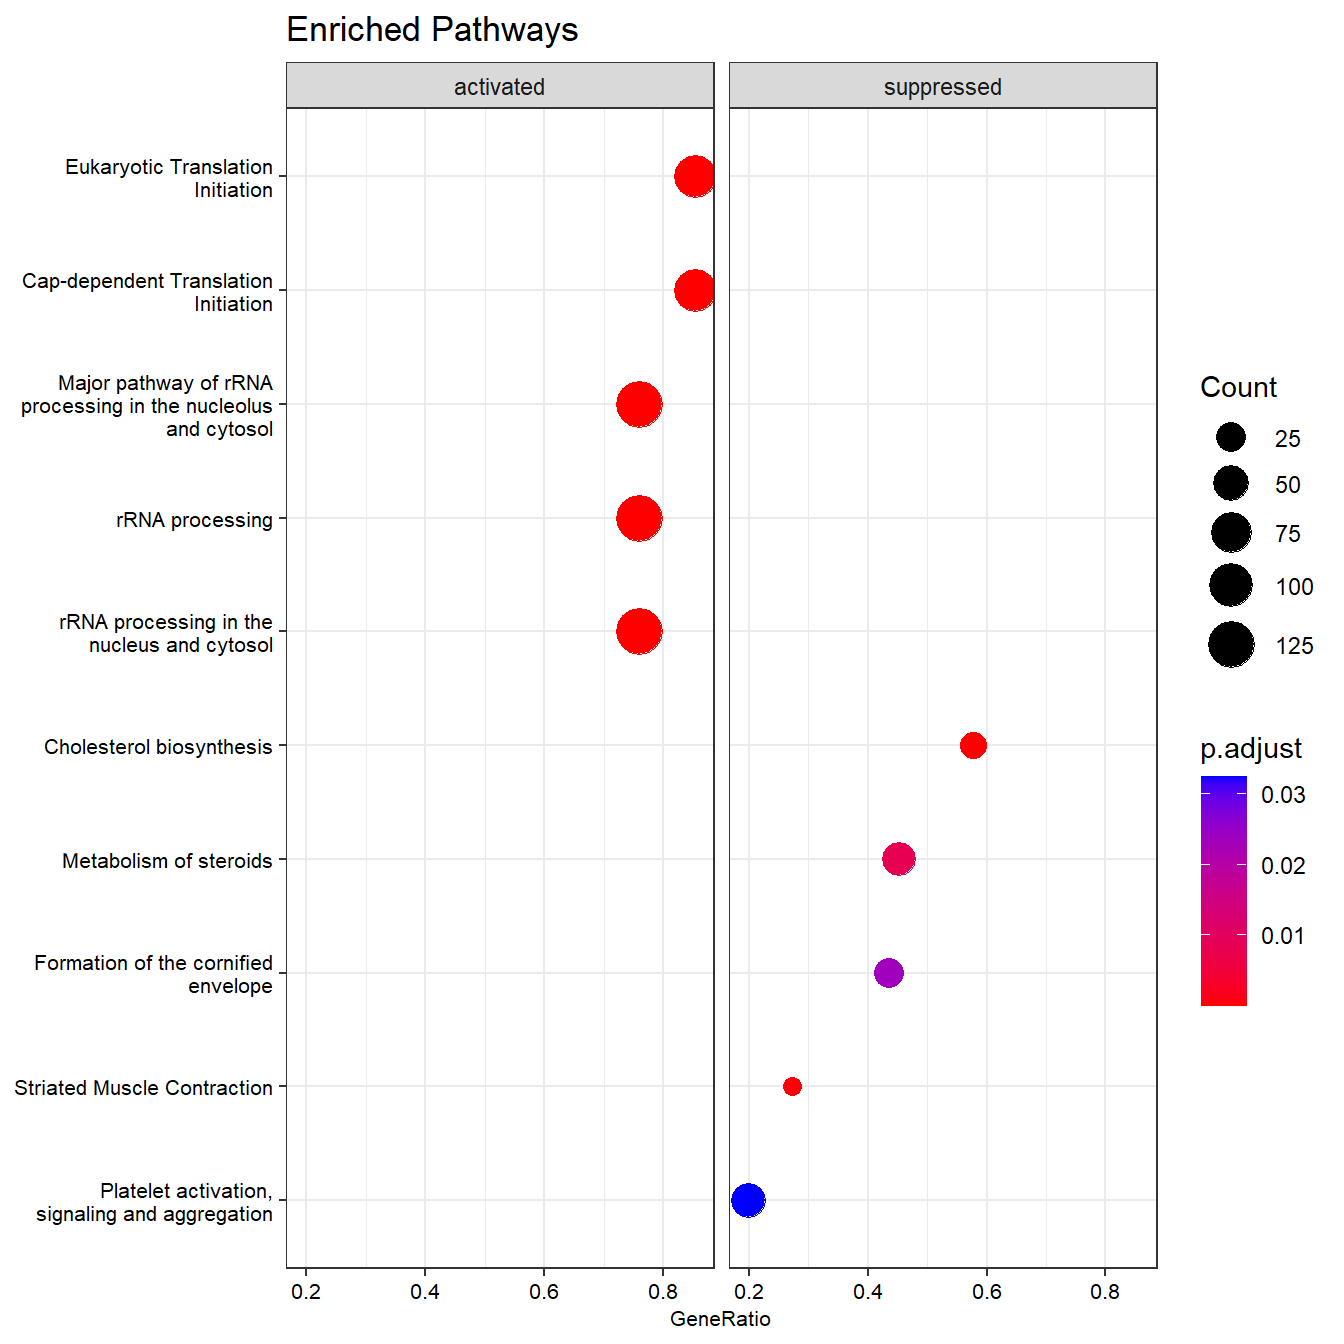 Enriched Pathways
activated
suppressed
Eukaryotic Translation
Initiation
Cap-dependent Translation
Initiation
Major pathway of rRNA
processing in the nucleolus
and cytosol
rRNA processing
rRNA processing in the
nucleus and cytosol
Cholesterol biosynthesis
Metabolism of steroids
Formation of the cornified
envelope
Striated Muscle Contraction
Platelet activation,
signaling and aggregation
0.2 0.4 0.6 0.8 0.2 0.4 0.6 0.8
GeneRatio
Count
25
50
75
100
125
p.adjust
0.03
0.02
0.01